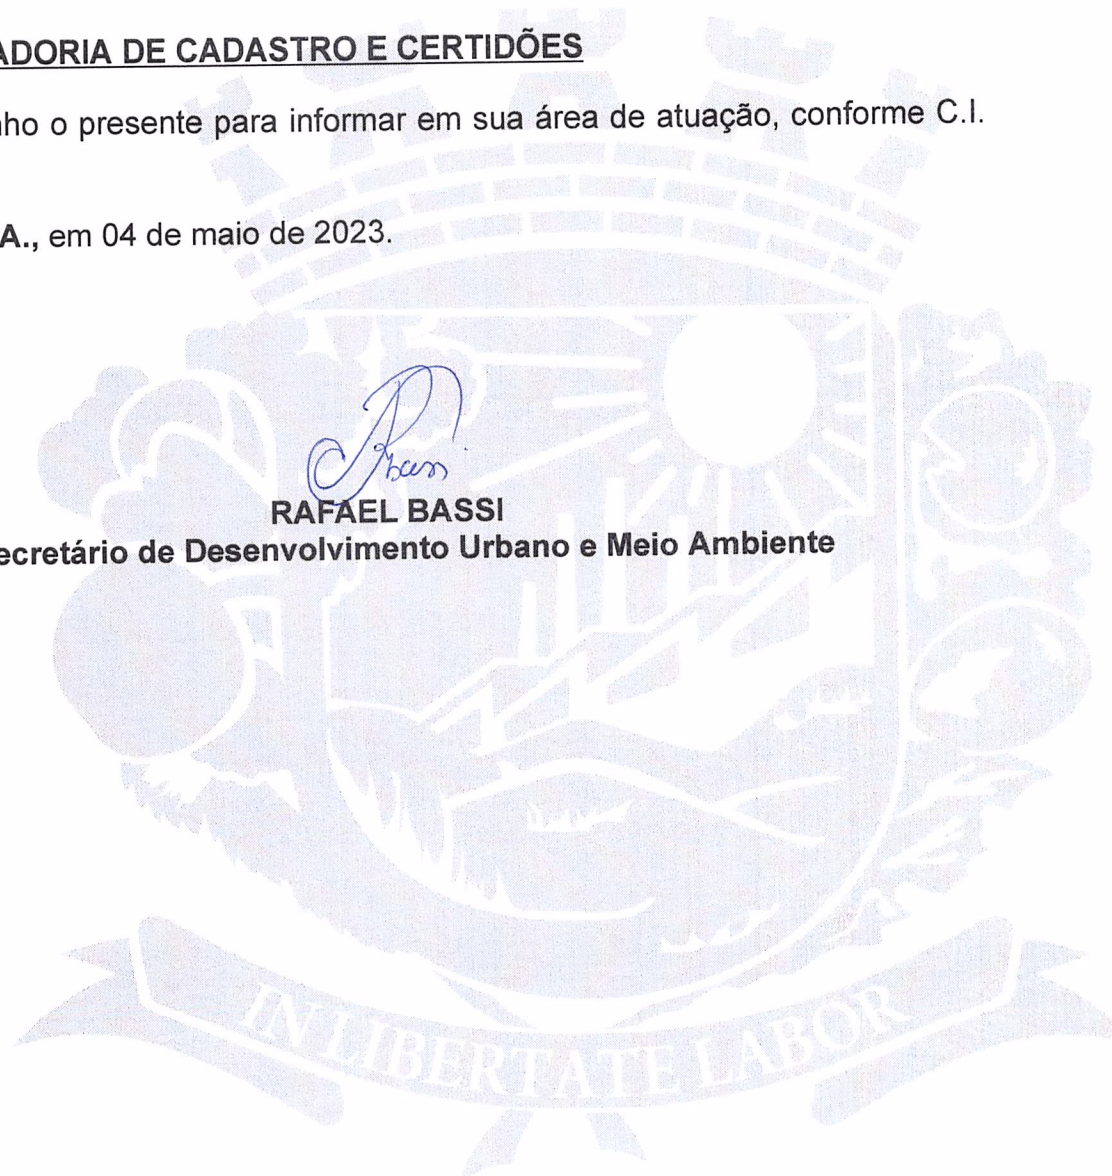 ADORIA DE CADASTRO E CERTIDÕES
nho o presente para informar em sua área de atuação, conforme C.I.
A., em 04 de maio de 2023.
RAFAEL BASSI
ecretário de Desenvolvimento Urbano e Meio Ambiente
IN LIBERTATE LABOR